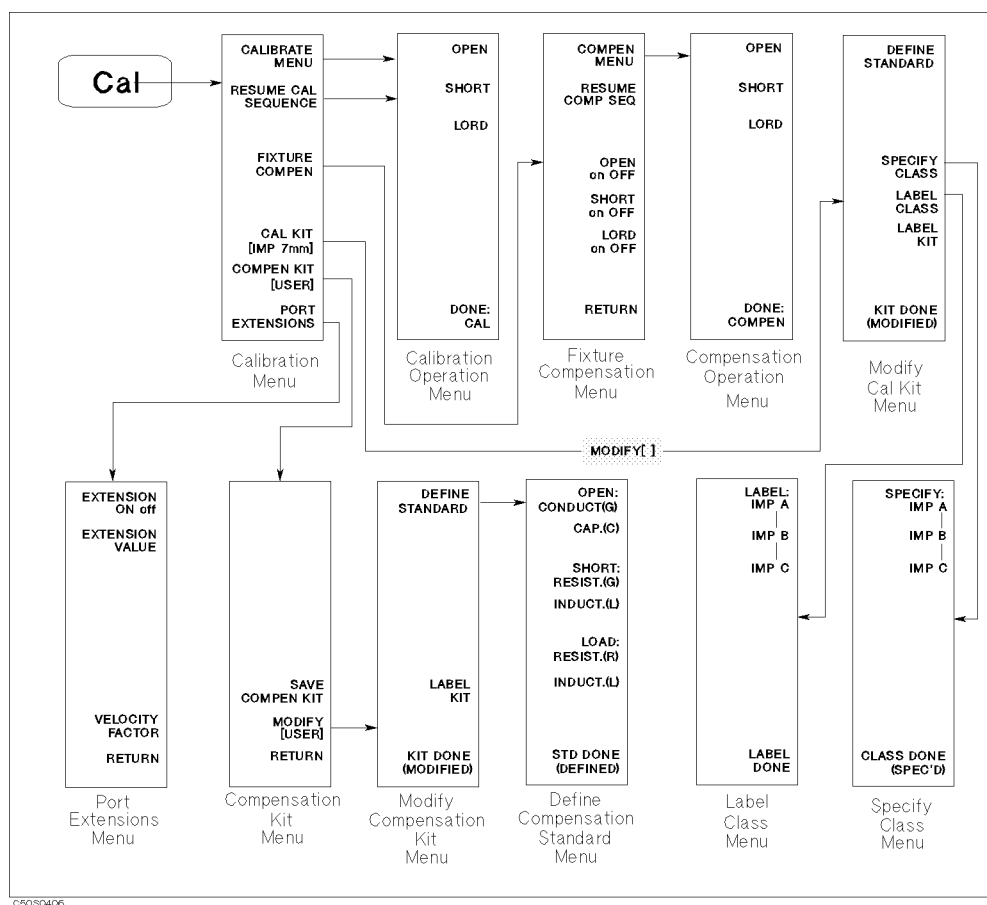 Cal
CALIBRATE
MENU
RESUME CAL
SEQUENCE
FIXTURE
COMPEN
CAL KIT
[IMP 7mm]
COMPEN KIT
[USER]
PORT
EXTENSIONS
Calibration
Menu
OPEN
SHORT
LORD
DONE:
CAL
Calibration
Operation
Menu
COMPEN
MENU
RESUME
COMP SEQ
OPEN
on OFF
SHORT
on OFF
LORD
on OFF
RETURN
Fixture
Compensation
Menu
OPEN
SHORT
LORD
DONE:
COMPEN
Compensation
Operation
Menu
DEFINE
STANDARD
SPECIFY
CLASS
LABEL
CLASS
LABEL
KIT
KIT DONE
(MODIFIED)
Modify
Cal Kit
Menu
MODIFY[ ]
EXTENSION
ON off
EXTENSION
VALUE
VELOCITY
FACTOR
RETURN
Port
Extensions
Menu
SAVE
COMPEN KIT
MODIFY
[USER]
RETURN
Compensation
Kit
Menu
DEFINE
STANDARD
LABEL
KIT
KIT DONE
(MODIFIED)
Modify
Compensation
Kit
Menu
OPEN:
CONDUCT(G)
CAP.(C)
SHORT:
RESIST.(G)
INDUCT.(L)
LOAD:
RESIST.(R)
INDUCT.(L)
STD DONE
(DEFINED)
Define
Compensation
Standard
Menu
LABEL:
IMP A
IMP B
IMP C
LABEL
DONE
Label
Class
Menu
SPECIFY:
IMP A
IMP B
IMP C
CLASS DONE
(SPEC'D)
Specify
Class
Menu
C50S0406